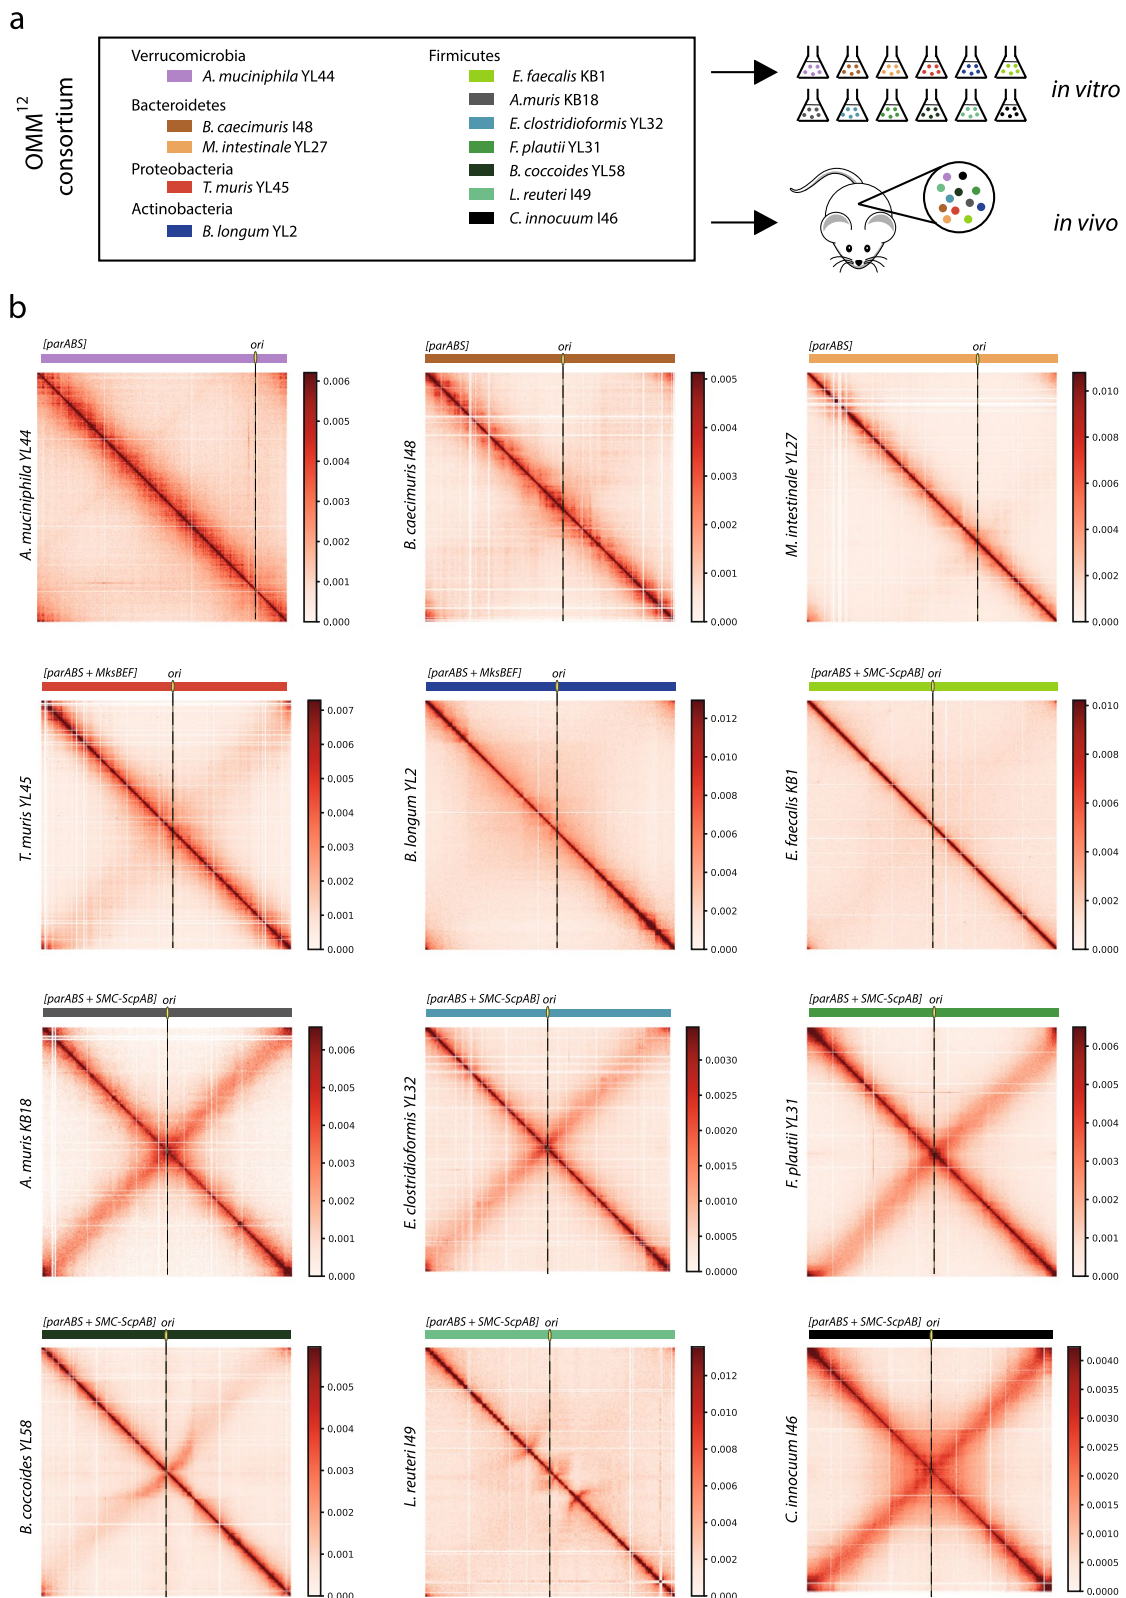 a
OMM12 consortium
Verrucomicrobia
A. muciniphila YL44
Bacteroidetes
B. caecimuris I48
M. intestinale YL27
Proteobacteria
T. muris YL45
Actinobacteria
B. longum YL2
Firmicutes
E. faecalis KB1
A.muris KB18
E. clostridioformis YL32
F. plautii YL31
B. coccoides YL58
L. reuteri I49
C. innocuum I46
in vitro
in vivo
b
[parABS] ori
A. muciniphila YL44
0.006
0.005
0.004
0.003
0.002
0.001
0.000
[parABS] ori
B. caecimuris I48
0.005
0.004
0.003
0.002
0.001
0.000
[parABS] ori
M. intestinale YL27
0.010
0.008
0.006
0.004
0.002
0.000
[parABS + MksBEF] ori
T. muris YL45
0.007
0.006
0.005
0.004
0.003
0.002
0.001
0.000
[parABS + MksBEF] ori
B. longum YL2
0.012
0.010
0.008
0.006
0.004
0.002
0.000
[parABS + SMC-ScpAB] ori
E. faecalis KB1
0.010
0.008
0.006
0.004
0.002
0.000
[parABS + SMC-ScpAB] ori
A. muris KB18
0.006
0.005
0.004
0.003
0.002
0.001
0.000
[parABS + SMC-ScpAB] ori
E. clostridioformis YL32
0.0030
0.0025
0.0020
0.0015
0.0010
0.0005
0.0000
[parABS + SMC-ScpAB] ori
F. plautii YL31
0.006
0.005
0.004
0.003
0.002
0.001
0.000
[parABS + SMC-ScpAB] ori
B. coccoides YL58
0.005
0.004
0.003
0.002
0.001
0.000
[parABS + SMC-ScpAB] ori
L. reuteri I49
0.012
0.010
0.008
0.006
0.004
0.002
0.000
[parABS + SMC-ScpAB] ori
C. innocuum I46
0.0040
0.0035
0.0030
0.0025
0.0020
0.0015
0.0010
0.0005
0.0000